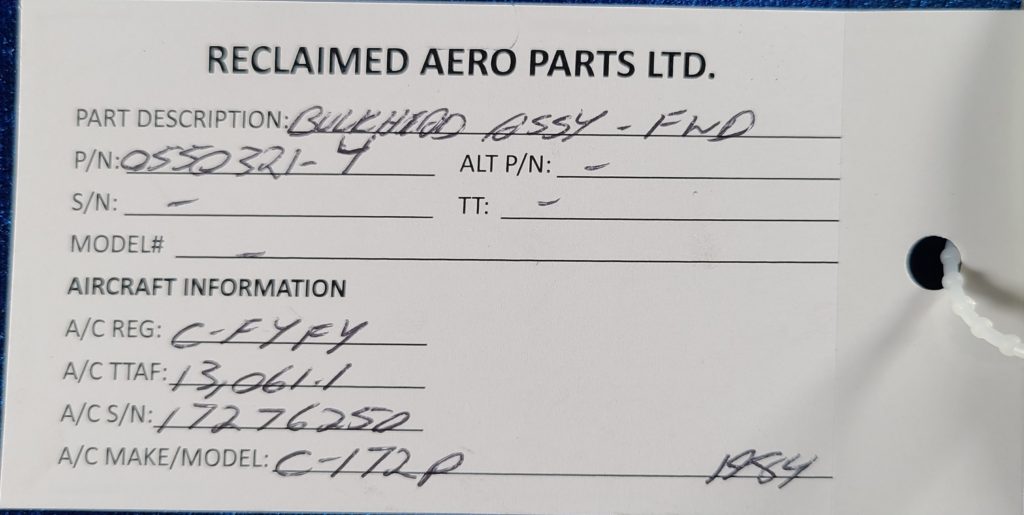 RECLAIMED AERO PARTS LTD.
PART DESCRIPTION: BULKHEAD ASSY - FWD
P/N: 0550321-4 ALT P/N: -
S/N: - TT: -
MODEL# -
AIRCRAFT INFORMATION
A/C REG: C-FYFY
A/C TTAF: 13,061.1
A/C S/N: 17276250
A/C MAKE/MODEL: C-172P 1984